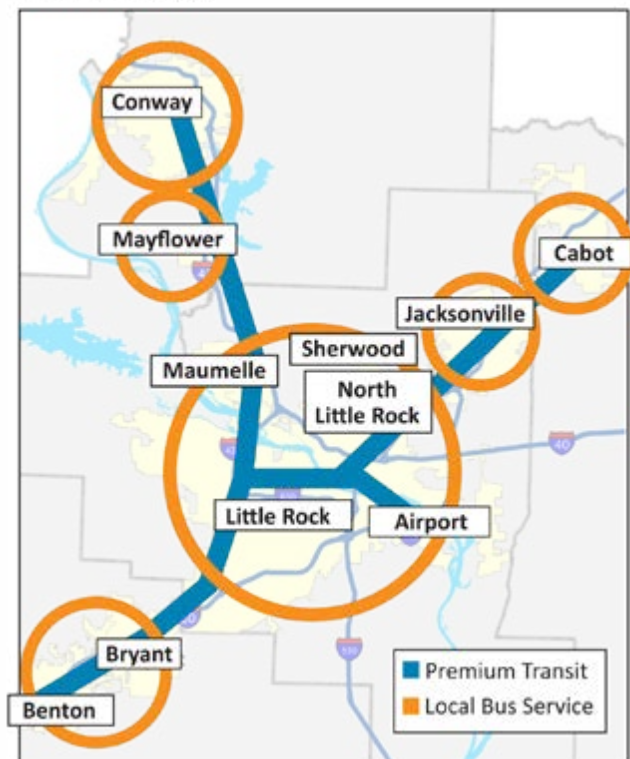 Conway
Mayflower
Cabot
Jacksonville
Sherwood
Maumelle
North
Little Rock
40
Little Rock
Airport
Bryant
Benton
Premium Transit
Local Bus Service